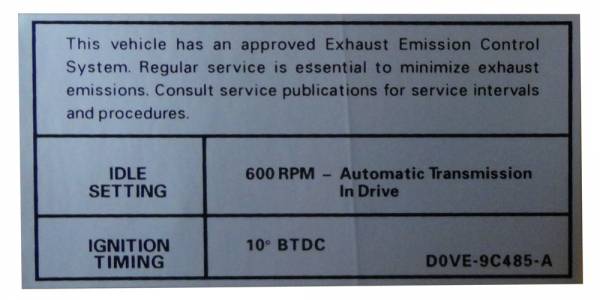 This vehicle has an approved Exhaust Emission Control
System. Regular service is essential to minimize exhaust
emissions. Consult service publications for service intervals
and procedures.
IDLE
SETTING
600 RPM – Automatic Transmission
In Drive
IGNITION
TIMING
10° BTDC
D0VE-9C485-A